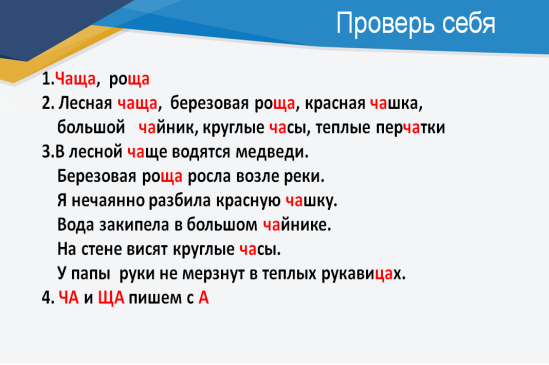 Проверь себя
1.Чаща, роща
2. Лесная чаща, березовая роща, красная чашка,
большой чайник, круглые часы, теплые перчатки
3.В лесной чаще водятся медведи.
Березовая роща росла возле реки.
Я нечаянно разбила красную чашку.
Вода закипела в большом чайнике.
На стене висят круглые часы.
У папы руки не мерзнут в теплых рукавицах.
4. ЧА и ЩА пишем с А